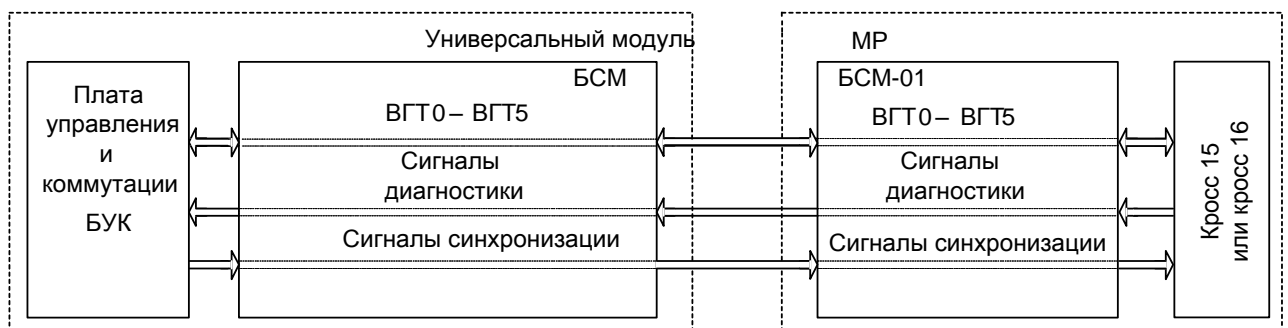 Универсальный модуль
МР
БСМ
БСМ-01
Плата
управления
и
коммутации
БУК
ВГТ0 – ВГТ5
Сигналы
диагностики
Сигналы синхронизации
ВГТ0 – ВГТ5
Сигналы
диагностики
Сигналы синхронизации
Кросс 15
или кросс 16